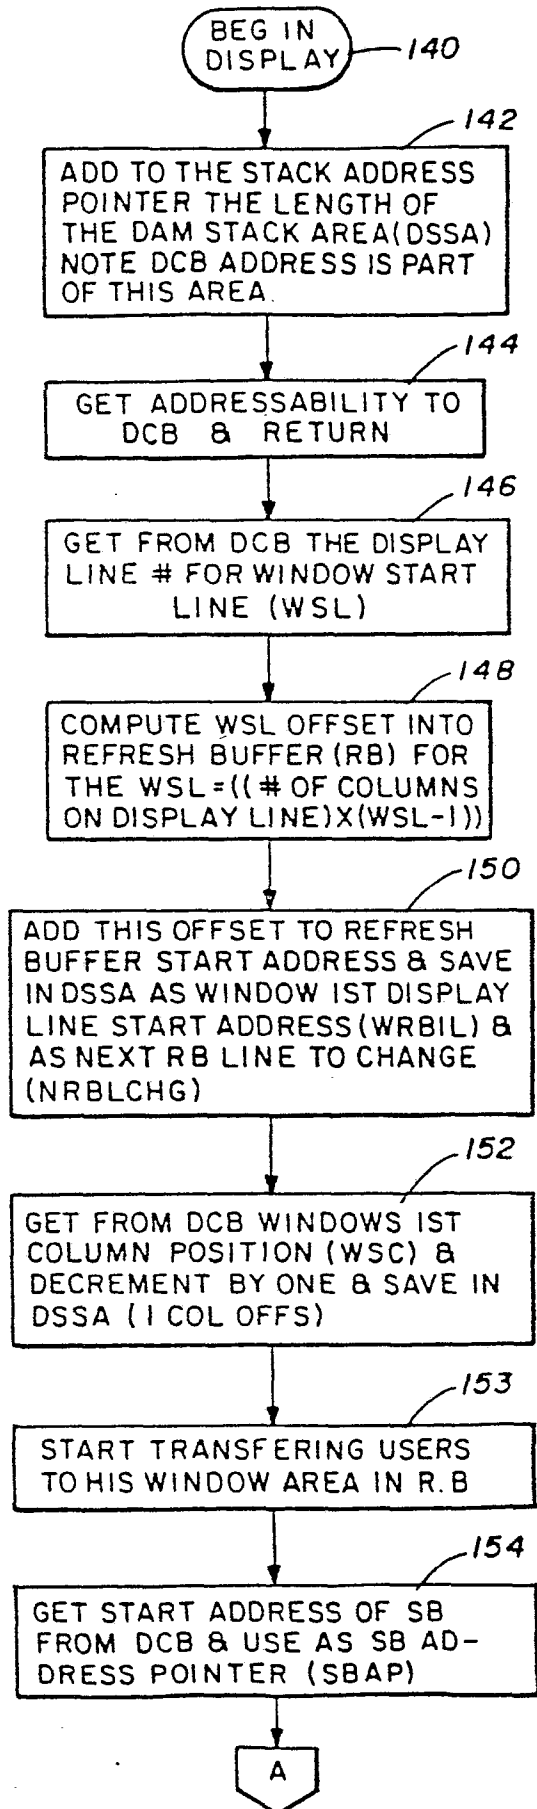 BEG IN
DISPLAY
140
142
ADD TO THE STACK ADDRESS
POINTER THE LENGTH OF
THE DAM STACK AREA(DSSA)
NOTE DCB ADDRESS IS PART
OF THIS AREA.
144
GET ADDRESSABILITY TO
DCB & RETURN
146
GET FROM DCB THE DISPLAY
LINE # FOR WINDOW START
LINE (WSL)
148
COMPUTE WSL OFFSET INTO
REFRESH BUFFER (RB) FOR
THE WSL=((# OF COLUMNS
ON DISPLAY LINE)X(WSL-1))
150
ADD THIS OFFSET TO REFRESH
BUFFER START ADDRESS & SAVE
IN DSSA AS WINDOW IST DISPLAY
LINE START ADDRESS (WRBIL) &
AS NEXT RB LINE TO CHANGE
(NRBLCHG)
152
GET FROM DCB WINDOWS IST
COLUMN POSITION (WSC) &
DECREMENT BY ONE & SAVE IN
DSSA (I COL OFFS)
153
START TRANSFERING USERS
TO HIS WINDOW AREA IN R.B
154
GET START ADDRESS OF SB
FROM DCB & USE AS SB AD-
DRESS POINTER (SBAP)
A